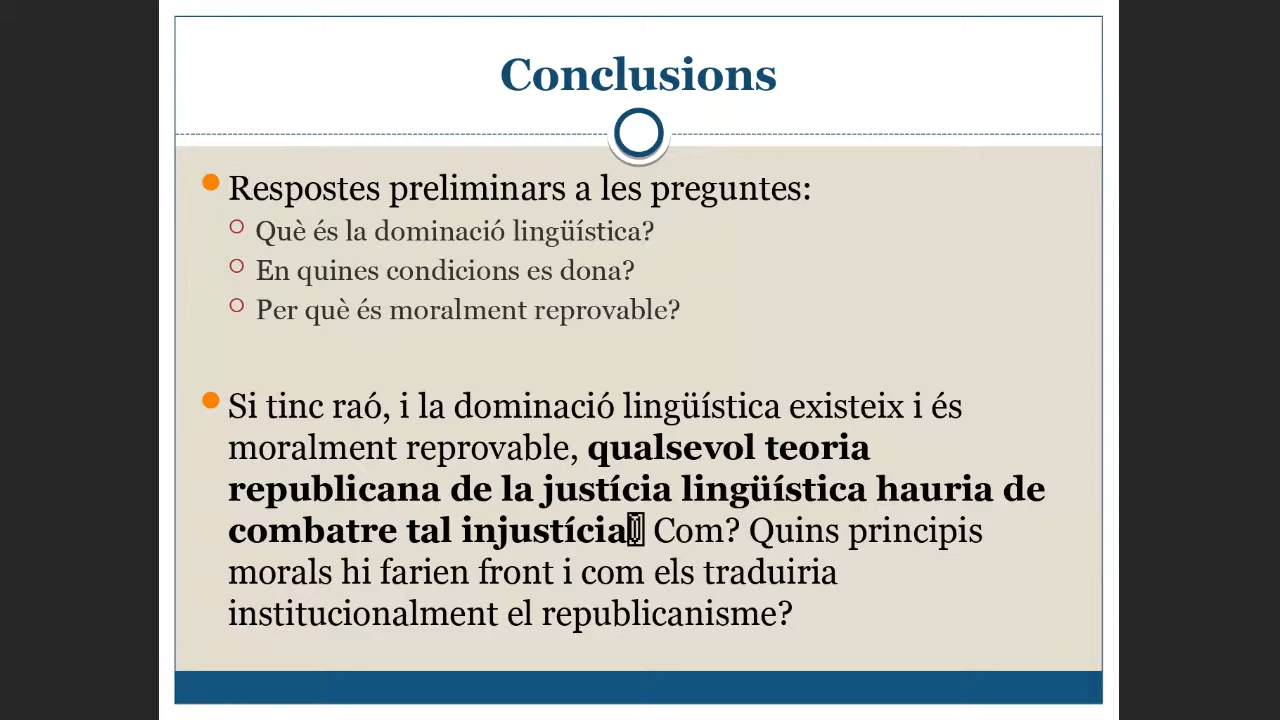 Conclusions
Respostes preliminars a les preguntes:
Què és la dominació lingüística?
En quines condicions es dona?
Per què és moralment reprovable?
Si tinc raó, i la dominació lingüística existeix i és
moralment reprovable, qualsevol teoria
republicana de la justícia lingüística hauria de
combatre tal injustícia Com? Quins principis
morals hi farien front i com els traduiria
institucionalment el republicanisme?